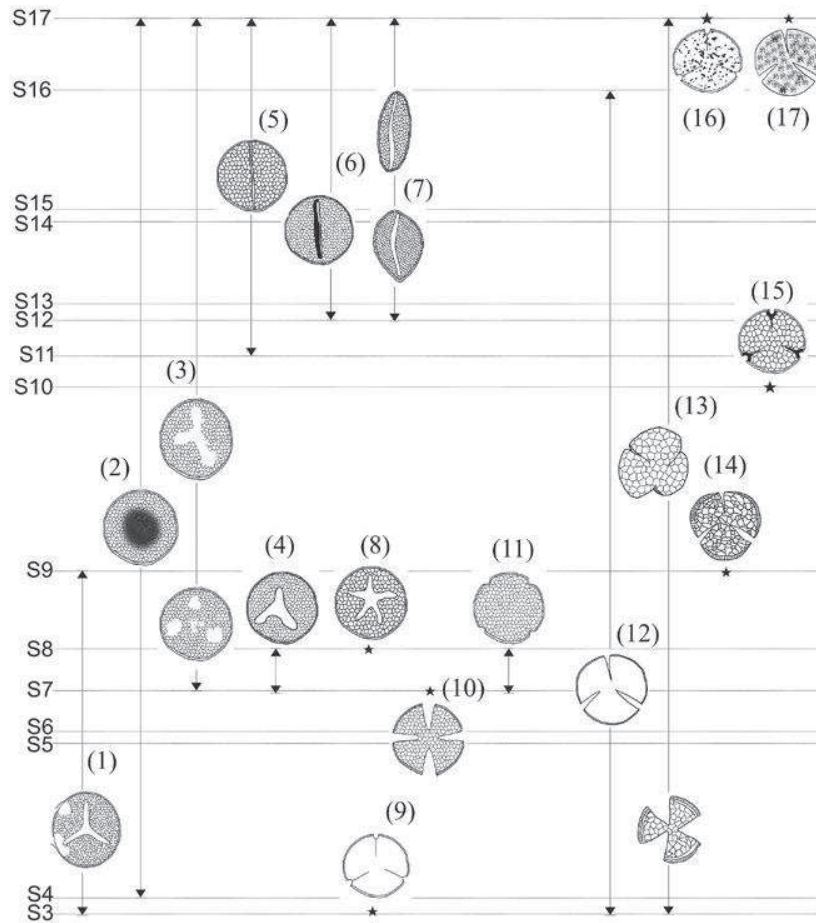 S17
S16
(5)
(16)
(17)
(6)
(7)
S15
S14
S13
(15)
S12
S11
(3)
S10
(13)
(2)
(14)
(4)
(8)
(11)
S9
S8
(12)
S7
(10)
S6
S5
(1)
(9)
S4
S3